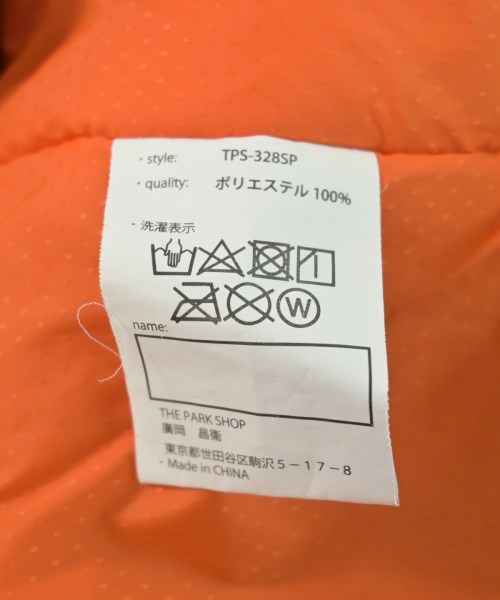 ・style: TPS-328SP
・quality: ポリエステル 100%
・洗濯表示
W
name:
THE PARK SHOP
廣岡 昌衛
東京都世田谷区駒沢5－17－8
・Made in CHINA